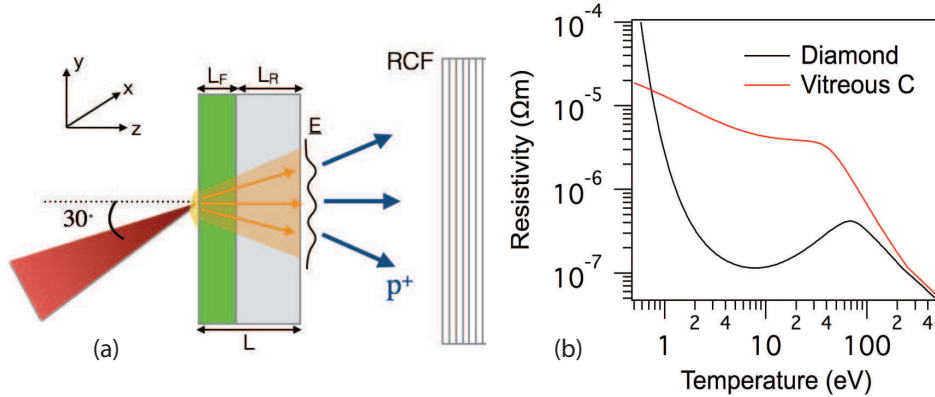 y
x
z
30°
L_F
L_R
E
p⁺
L
RCF
(a)
Resistivity (Ωm)
10⁻⁴
10⁻⁵
10⁻⁶
10⁻⁷
Diamond
Vitreous C
1 2 4 10 2 4 100 2 4
Temperature (eV)
(b)